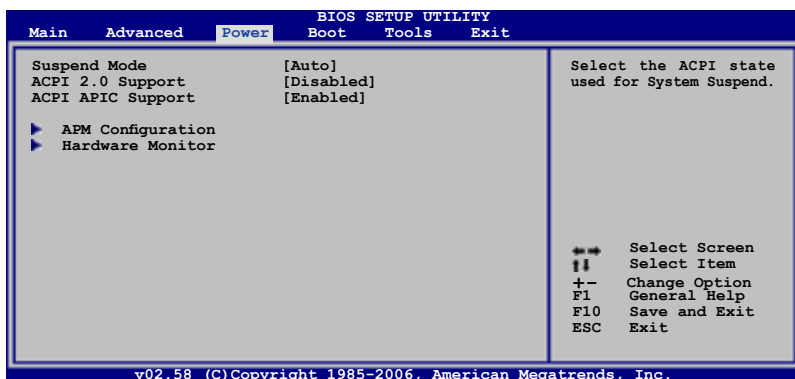 BIOS SETUP UTILITY
Main Advanced Power Boot Tools Exit
Suspend Mode [Auto]
ACPI 2.0 Support [Disabled]
ACPI APIC Support [Enabled]
APM Configuration
Hardware Monitor
Select the ACPI state
used for System Suspend.
Select Screen
Select Item
+- Change Option
F1 General Help
F10 Save and Exit
ESC Exit
v02.58 (C)Copyright 1985-2006, American Megatrends, Inc.